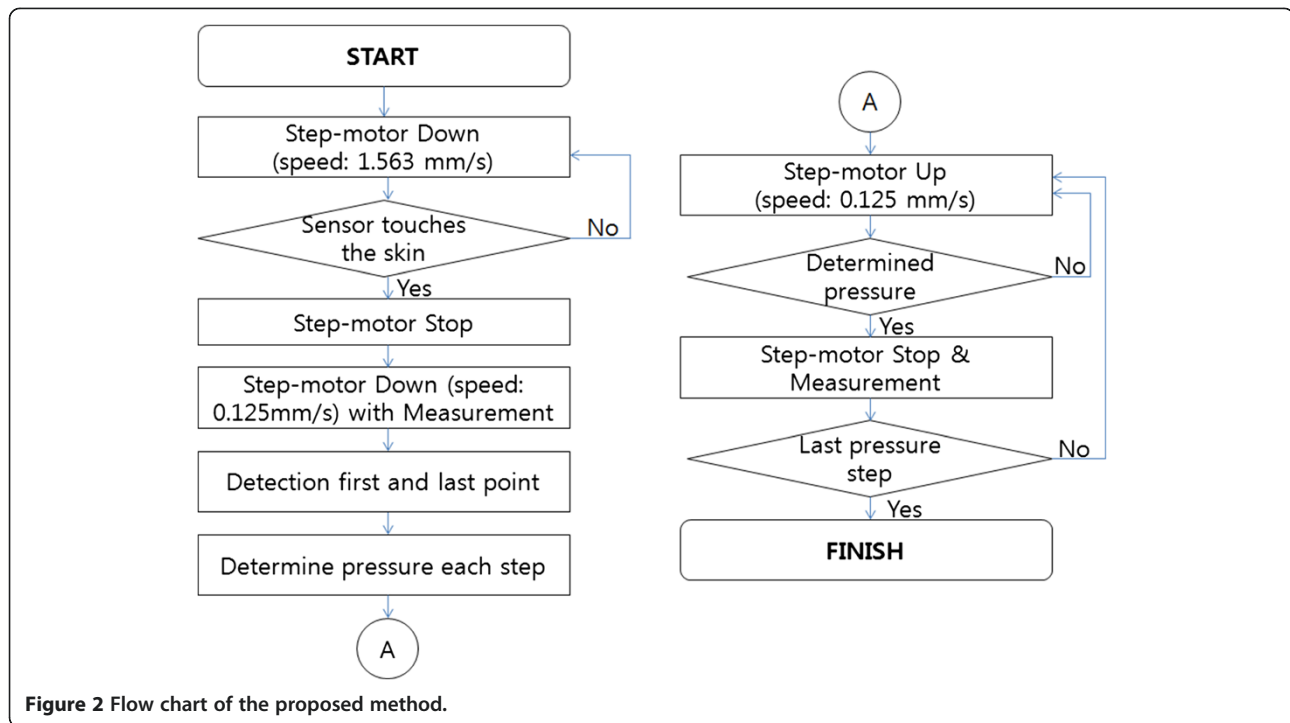 START
Step-motor Down
(speed: 1.563 mm/s)
Sensor touches
the skin
No
Yes
Step-motor Stop
Step-motor Down (speed:
0.125mm/s) with Measurement
Detection first and last point
Determine pressure each step
A
A
Step-motor Up
(speed: 0.125 mm/s)
Determined
pressure
No
Yes
Step-motor Stop &
Measurement
Last pressure
step
No
Yes
FINISH
Figure 2 Flow chart of the proposed method.